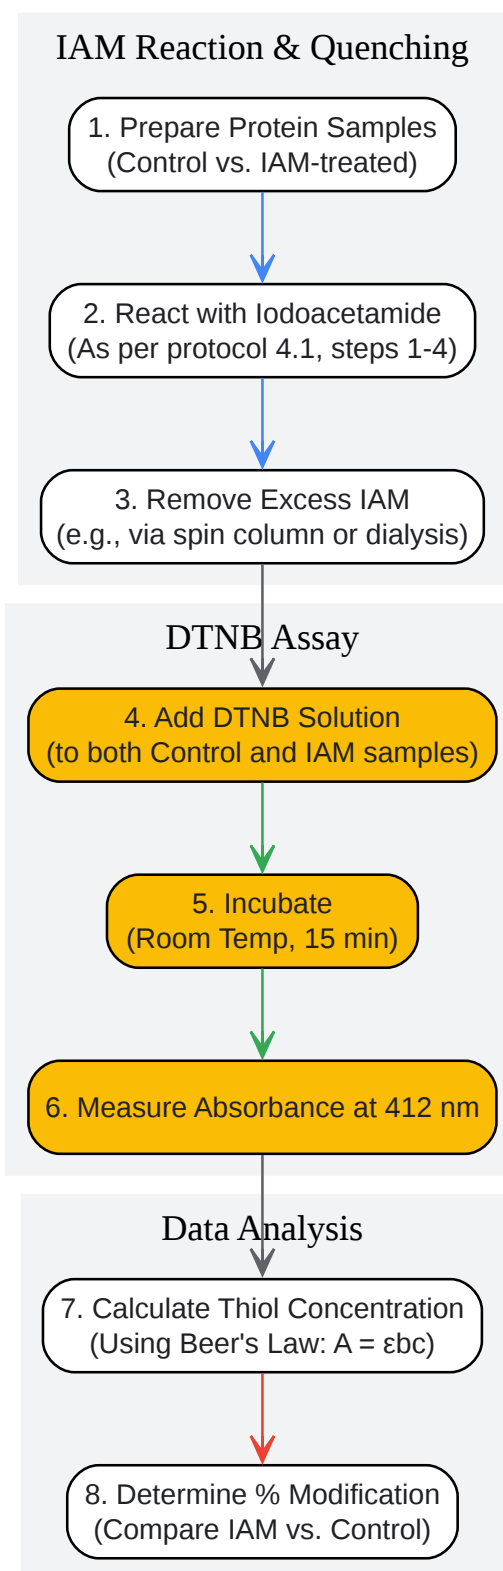 IAM Reaction & Quenching
1. Prepare Protein Samples
(Control vs. IAM-treated)
2. React with Iodoacetamide
(As per protocol 4.1, steps 1-4)
3. Remove Excess IAM
(e.g., via spin column or dialysis)
DTNB Assay
4. Add DTNB Solution
(to both Control and IAM samples)
5. Incubate
(Room Temp, 15 min)
6. Measure Absorbance at 412 nm
Data Analysis
7. Calculate Thiol Concentration
(Using Beer's Law: A = εbc)
8. Determine % Modification
(Compare IAM vs. Control)